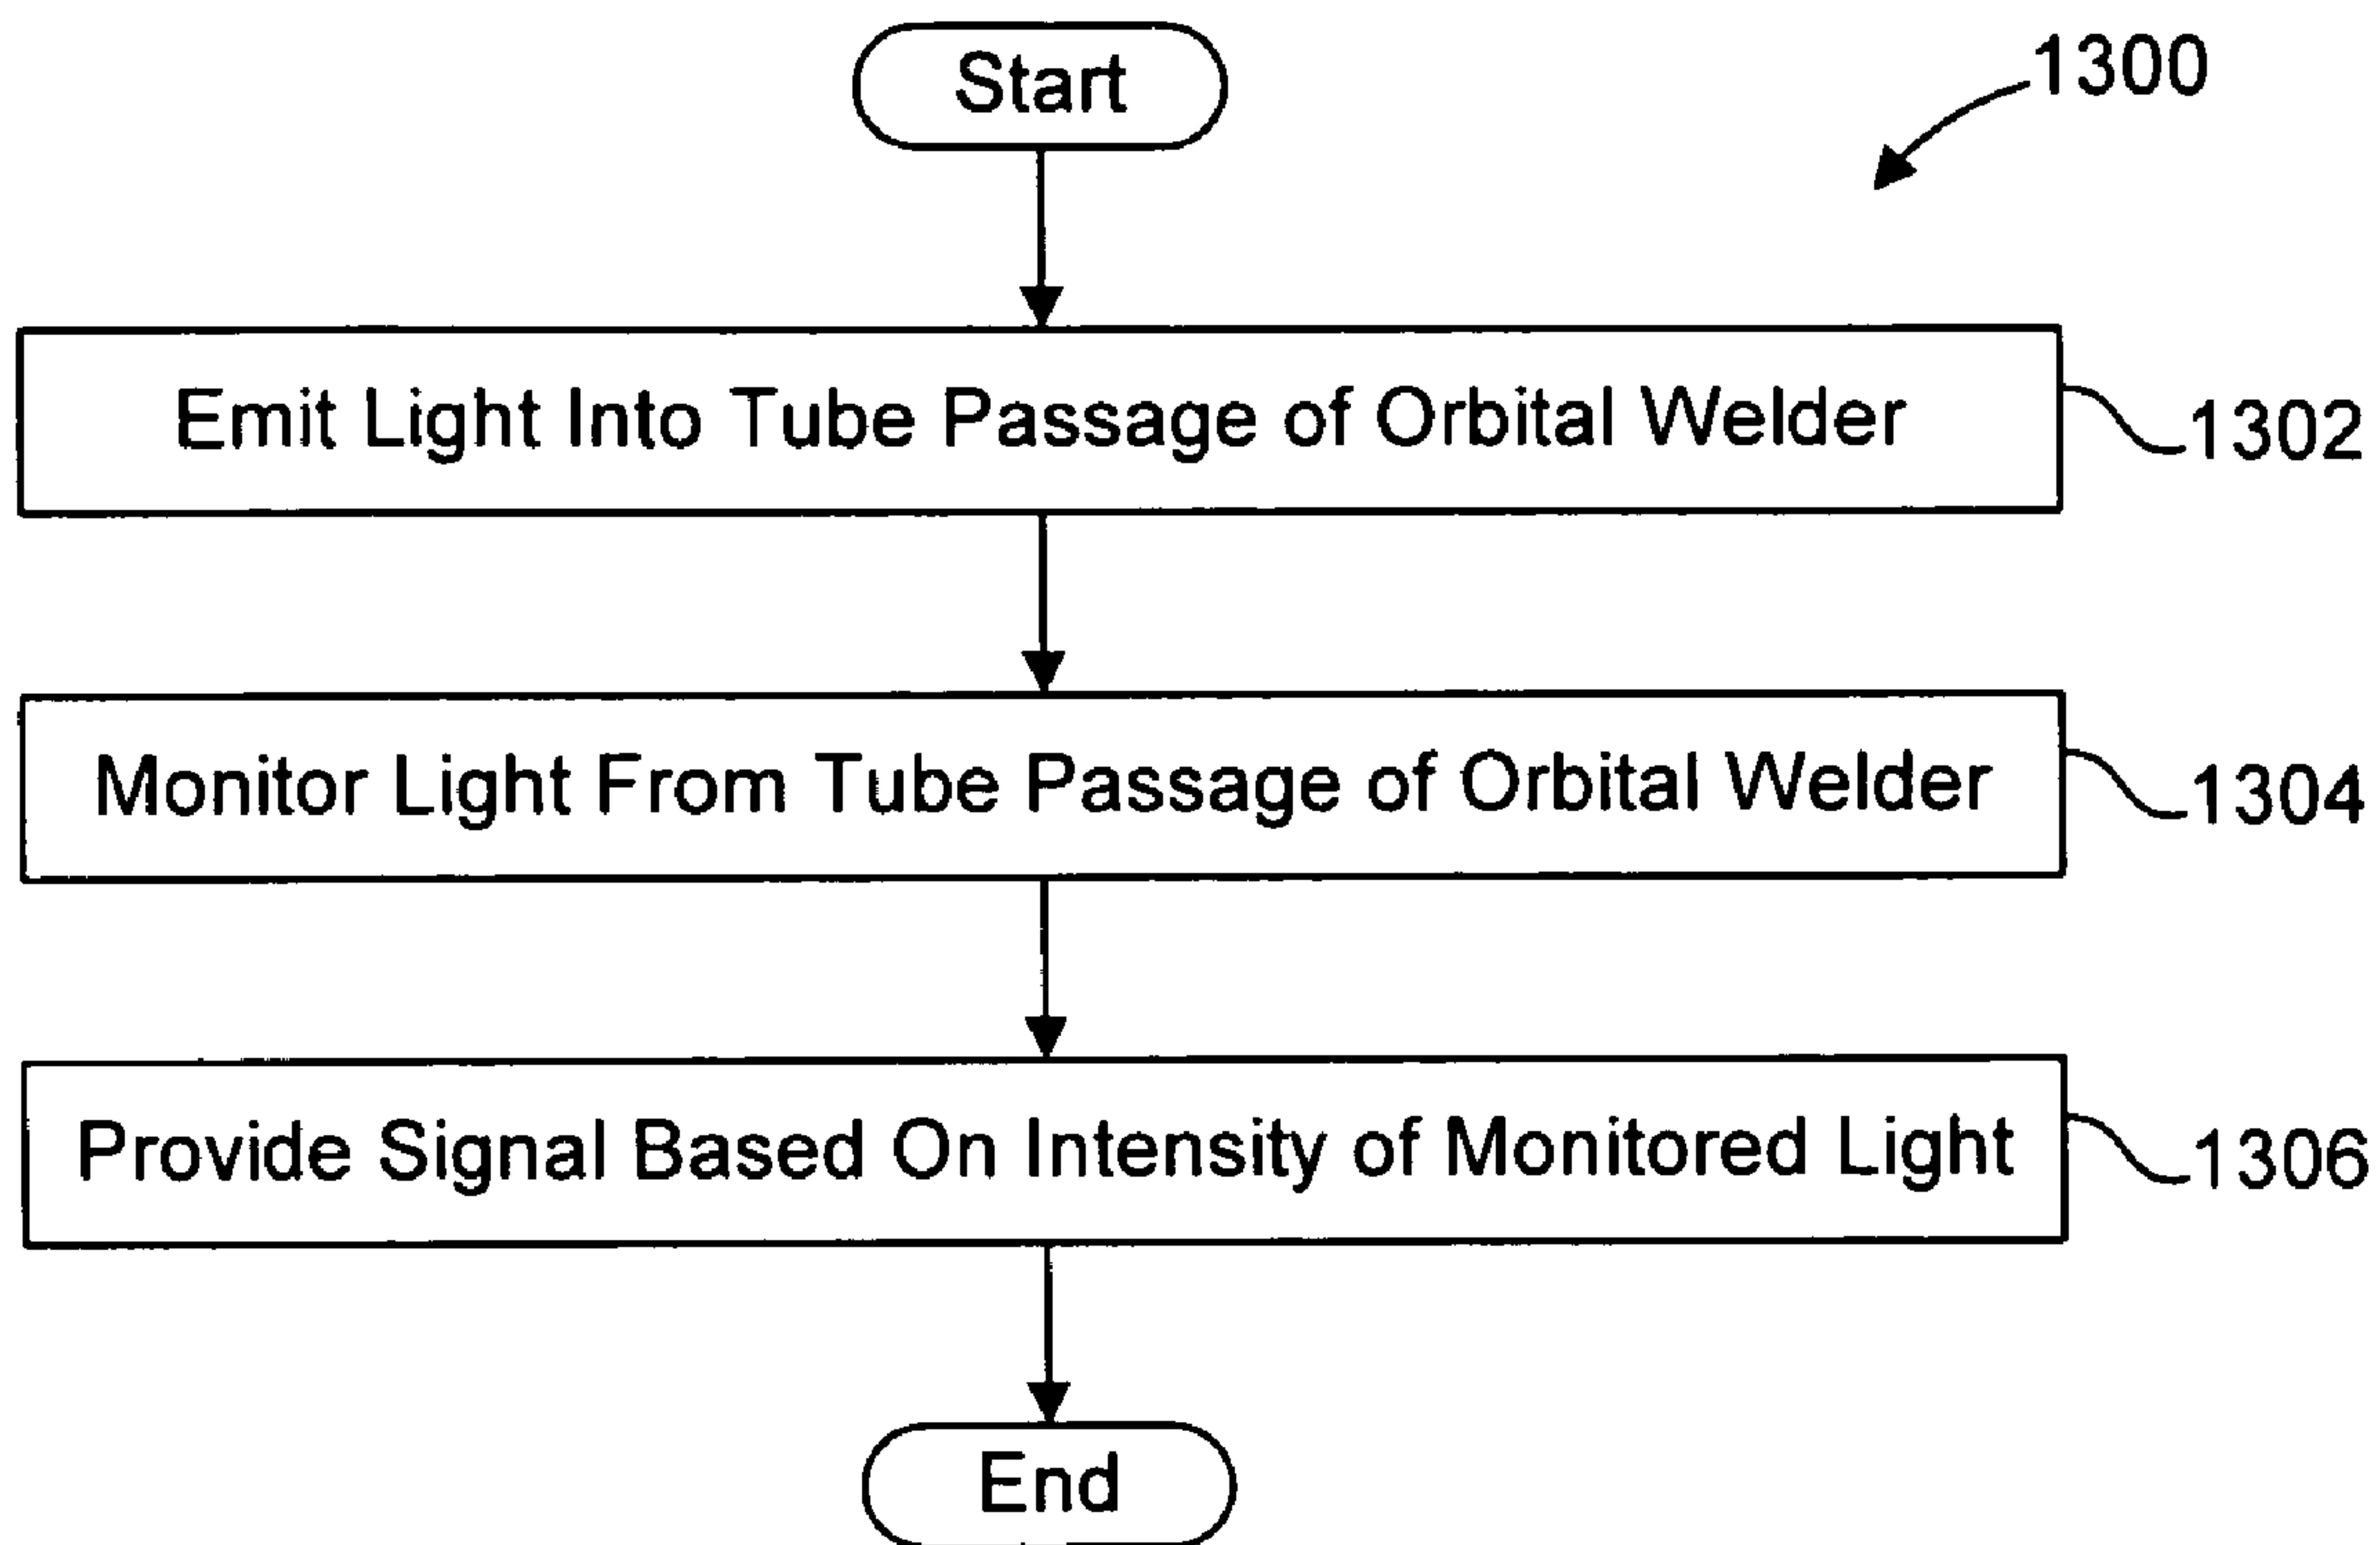 Start
1300
Emit Light Into Tube Passage of Orbital Welder
1302
Monitor Light From Tube Passage of Orbital Welder
1304
Provide Signal Based On Intensity of Monitored Light
1306
End